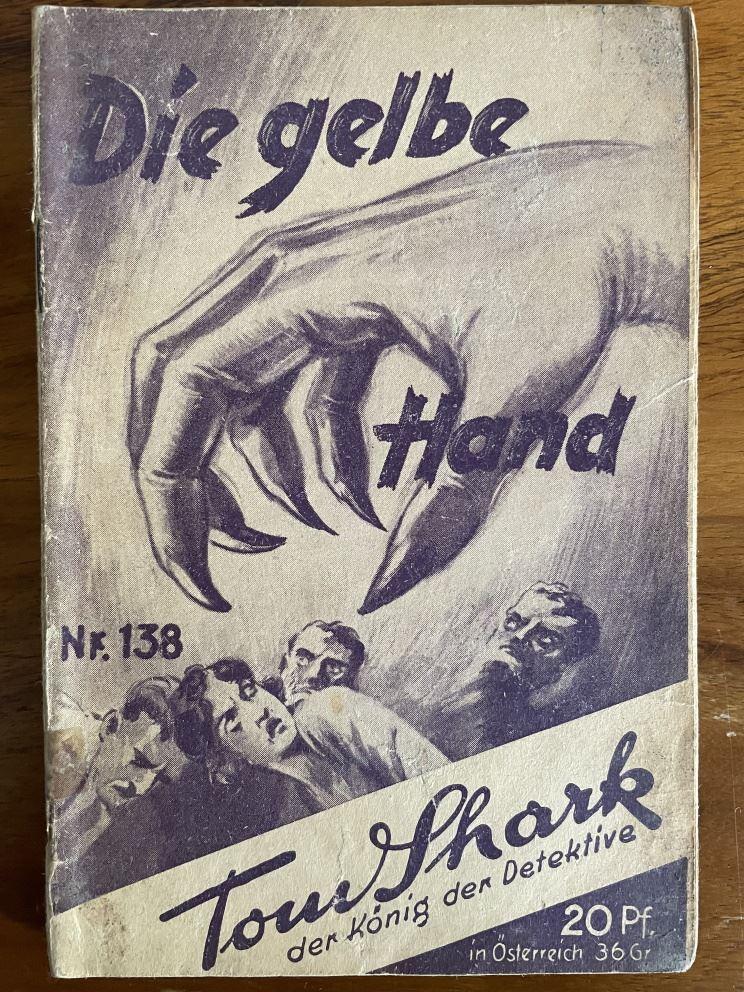 Die gelbe
Hand
Nr. 138
Tom Shark
der König der Detektive
20 Pf.
in Österreich 36 Gr